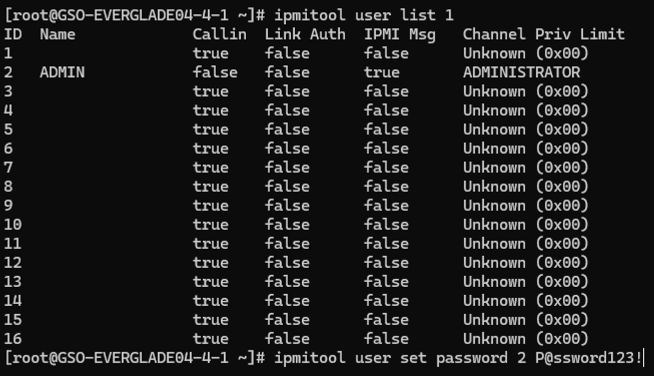 [root@GSO-EVERGLADE04-4-1 ~]# ipmitool user list 1
ID  Name             Callin  Link Auth  IPMI Msg   Channel Priv Limit
1                    true    false      false      Unknown (0x00)
2   ADMIN            false   false      true       ADMINISTRATOR
3                    true    false      false      Unknown (0x00)
4                    true    false      false      Unknown (0x00)
5                    true    false      false      Unknown (0x00)
6                    true    false      false      Unknown (0x00)
7                    true    false      false      Unknown (0x00)
8                    true    false      false      Unknown (0x00)
9                    true    false      false      Unknown (0x00)
10                   true    false      false      Unknown (0x00)
11                   true    false      false      Unknown (0x00)
12                   true    false      false      Unknown (0x00)
13                   true    false      false      Unknown (0x00)
14                   true    false      false      Unknown (0x00)
15                   true    false      false      Unknown (0x00)
16                   true    false      false      Unknown (0x00)
[root@GSO-EVERGLADE04-4-1 ~]# ipmitool user set password 2 P@ssword123!